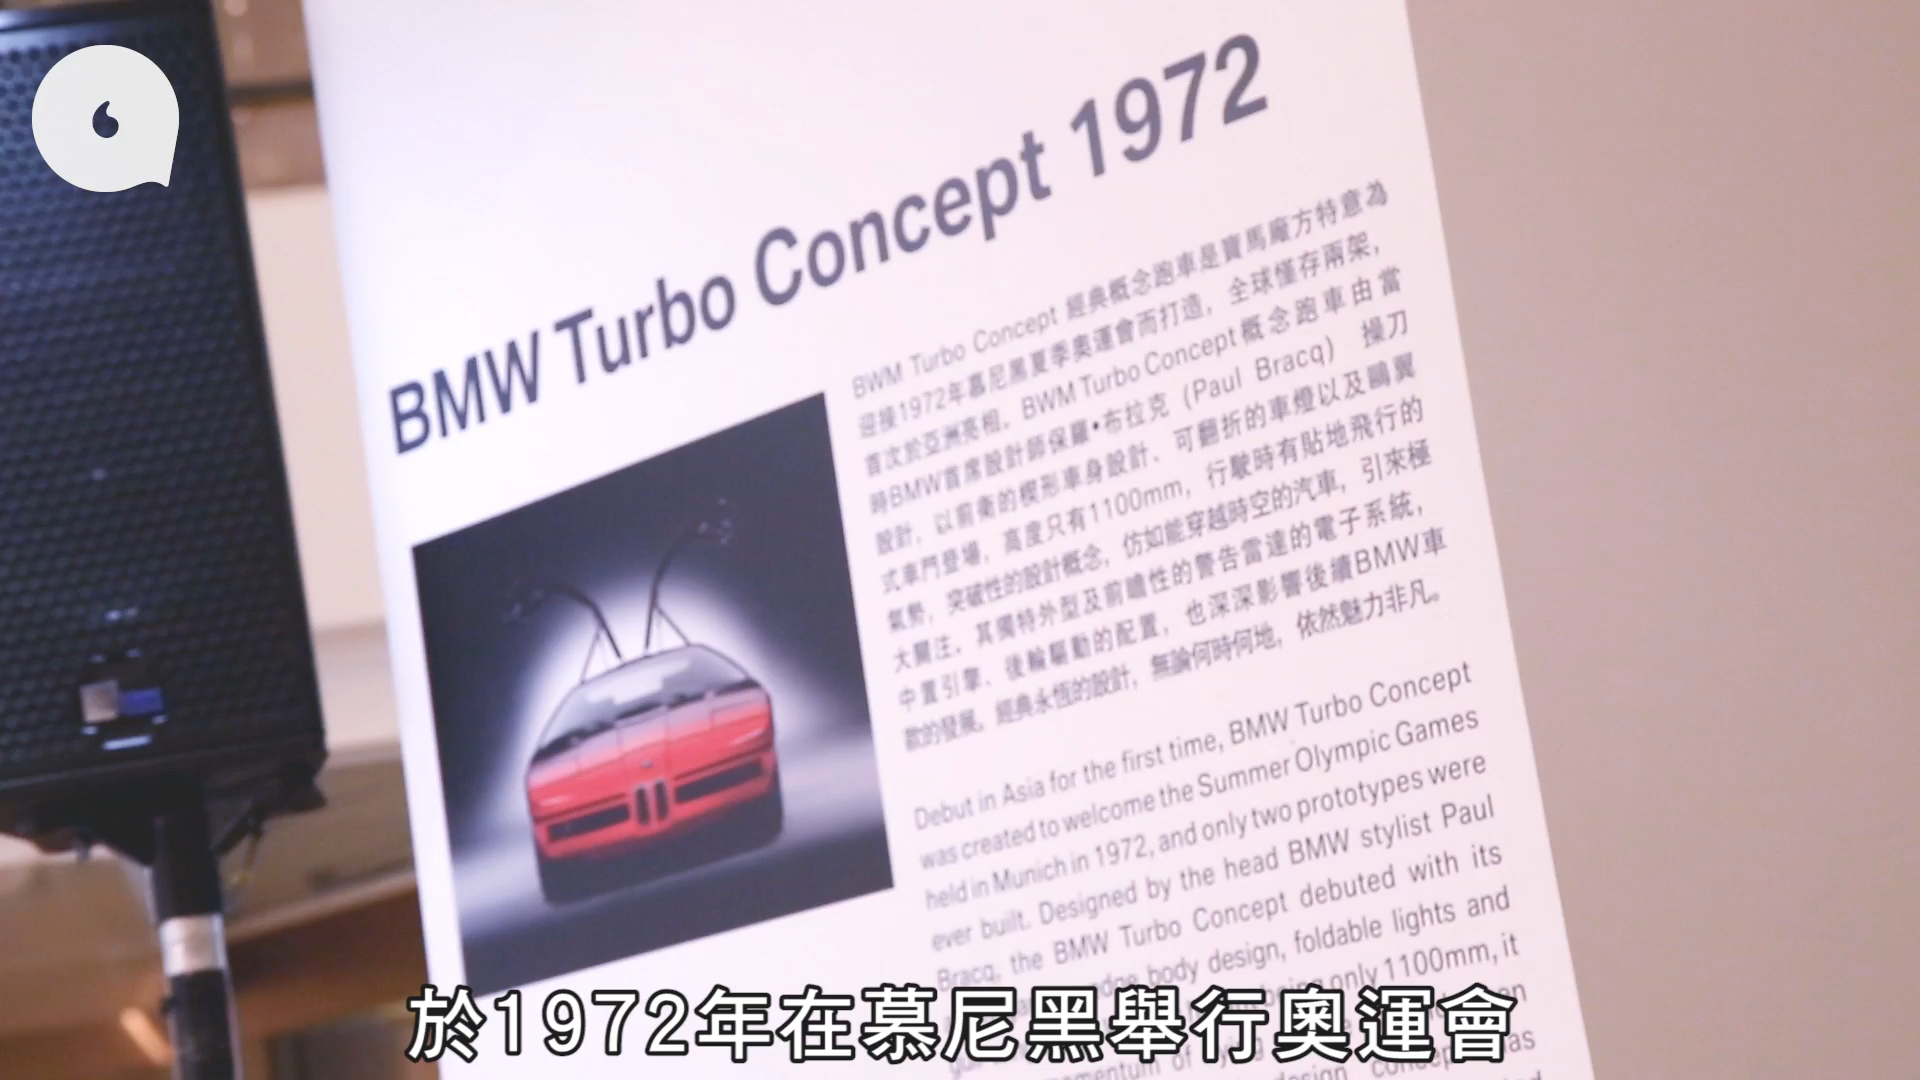 BMW Turbo Concept 1972
BWM Turbo Concept 經典概念跑車是寶馬廠方特意為
迎接1972年慕尼黑夏季奧運會而打造，全球僅存兩架，
首次於亞洲亮相。BWM Turbo Concept 概念跑車由當
時BMW首席設計師保羅•布拉克 (Paul Bracq) 操刀
設計，以前衛的楔形車身設計、可翻折的車燈以及鷗翼
式車門登場，高度只有1100mm，行駛時有貼地飛行的
氣勢，突破性的設計概念，仿如能穿越時空的汽車，引來極
大關注。其獨特外型及前瞻性的警告雷達的電子系統，
中置引擎、後輪驅動的配置，也深深影響後續BMW車
款的發展。經典永恆的設計，無論何時何地，依然魅力非凡。
Debut in Asia for the first time, BMW Turbo Concept
was created to welcome the Summer Olympic Games
held in Munich in 1972, and only two prototypes were
ever built. Designed by the head BMW stylist Paul
Bracq, the BMW Turbo Concept debuted with its
body design, foldable lights and
only 1100mm, it
於1972年在慕尼黑舉行奧運會